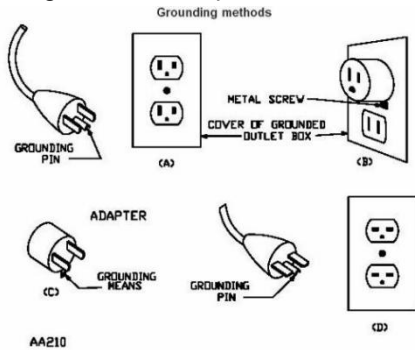 Grounding methods
METAL SCREW
COVER OF GROUNDED
OUTLET BOX
GROUNDING
PIN
(A)
(B)
ADAPTER
GROUNDING
MEANS
(C)
GROUNDING
PIN
(D)
AA210